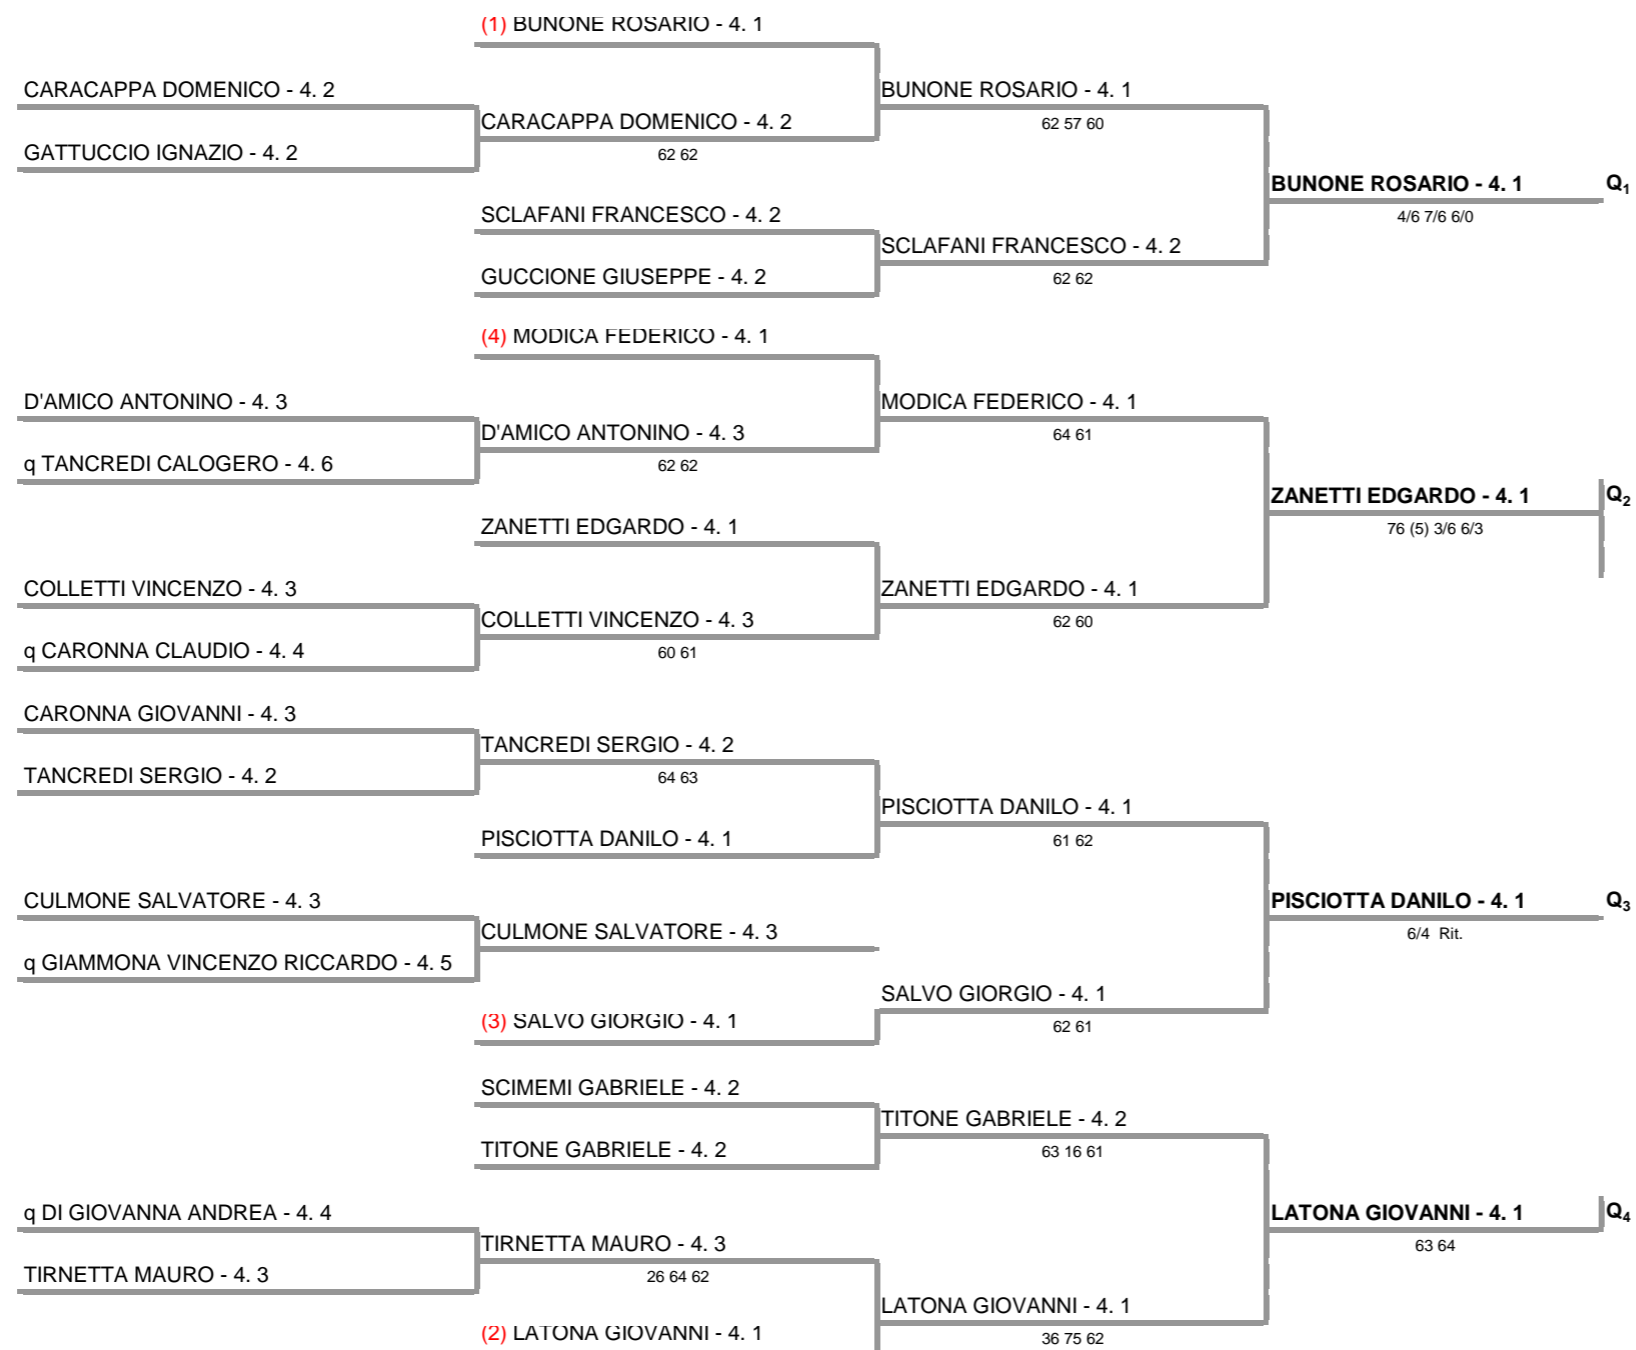 (1) BUNONE ROSARIO - 4. 1
CARACAPPA DOMENICO - 4. 2
BUNONE ROSARIO - 4. 1
CARACAPPA DOMENICO - 4. 2
62 57 60
GATTUCCIO IGNAZIO - 4. 2
62 62
BUNONE ROSARIO - 4. 1
Q1
SCLAFANI FRANCESCO - 4. 2
4/6 7/6 6/0
SCLAFANI FRANCESCO - 4. 2
GUCCIONE GIUSEPPE - 4. 2
62 62
(4) MODICA FEDERICO - 4. 1
D'AMICO ANTONINO - 4. 3
MODICA FEDERICO - 4. 1
D'AMICO ANTONINO - 4. 3
64 61
q TANCREDI CALOGERO - 4. 6
62 62
ZANETTI EDGARDO - 4. 1
Q2
ZANETTI EDGARDO - 4. 1
76 (5) 3/6 6/3
COLLETTI VINCENZO - 4. 3
ZANETTI EDGARDO - 4. 1
COLLETTI VINCENZO - 4. 3
62 60
q CARONNA CLAUDIO - 4. 4
60 61
CARONNA GIOVANNI - 4. 3
TANCREDI SERGIO - 4. 2
TANCREDI SERGIO - 4. 2
64 63
PISCIOTTA DANILO - 4. 1
PISCIOTTA DANILO - 4. 1
61 62
CULMONE SALVATORE - 4. 3
PISCIOTTA DANILO - 4. 1
Q3
CULMONE SALVATORE - 4. 3
6/4 Rit.
q GIAMMONA VINCENZO RICCARDO - 4. 5
SALVO GIORGIO - 4. 1
(3) SALVO GIORGIO - 4. 1
62 61
SCIMEMI GABRIELE - 4. 2
TITONE GABRIELE - 4. 2
TITONE GABRIELE - 4. 2
63 16 61
q DI GIOVANNA ANDREA - 4. 4
LATONA GIOVANNI - 4. 1
Q4
TIRNETTA MAURO - 4. 3
63 64
TIRNETTA MAURO - 4. 3
26 64 62
LATONA GIOVANNI - 4. 1
(2) LATONA GIOVANNI - 4. 1
36 75 62